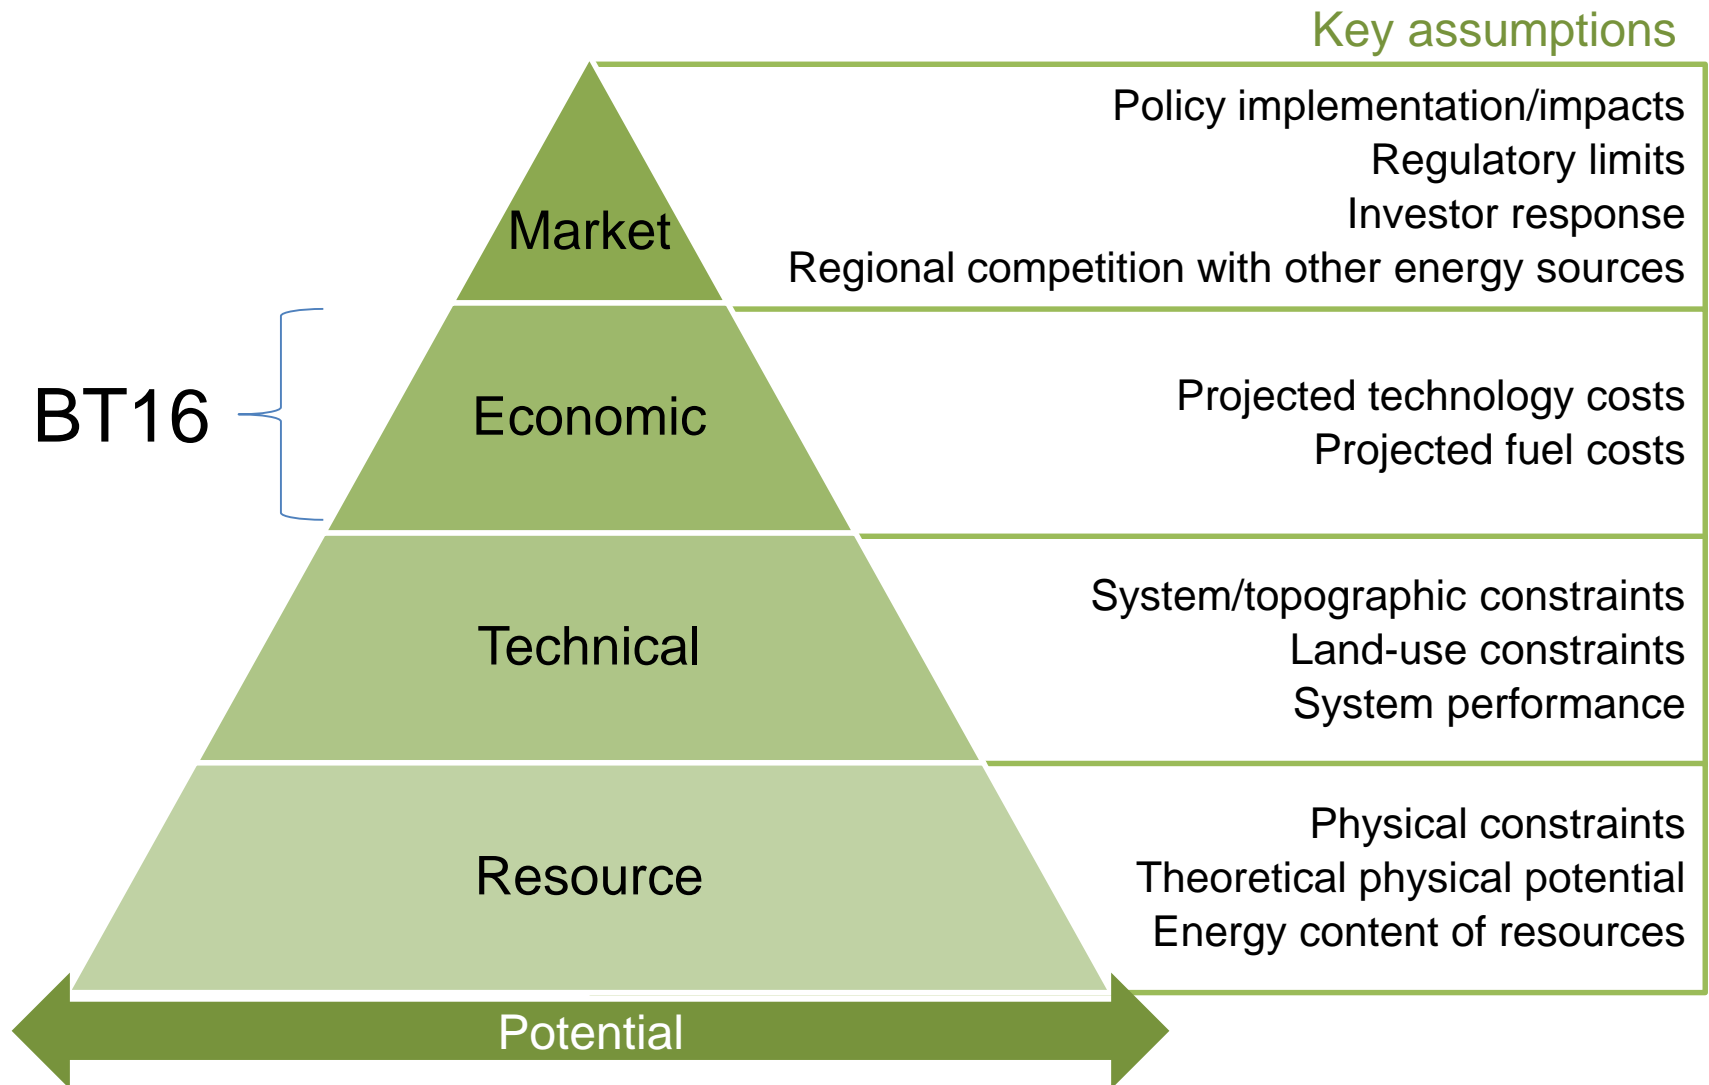 Key assumptions
Market
Policy implementation/impacts
Regulatory limits
Investor response
Regional competition with other energy sources
BT16
Economic
Projected technology costs
Projected fuel costs
Technical
System/topographic constraints
Land-use constraints
System performance
Resource
Physical constraints
Theoretical physical potential
Energy content of resources
Potential